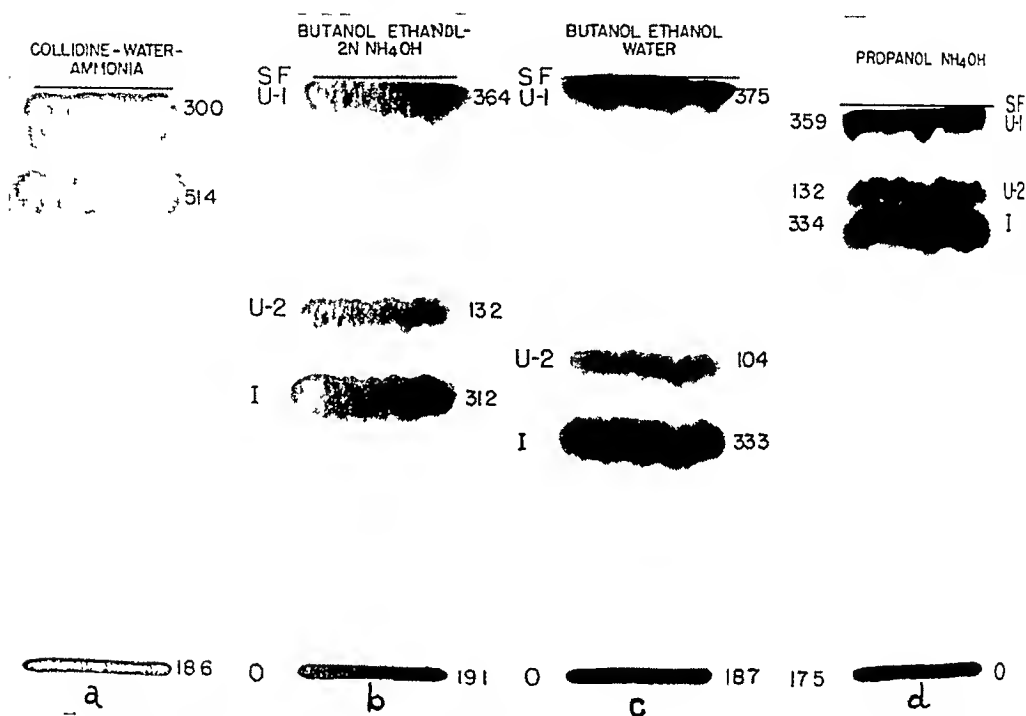 COLLIDINE-WATER-
AMMONIA
300
514
186
a
BUTANOL ETHANOL-
2N NH4OH
SF
U-1
364
U-2
132
I
312
O
191
b
BUTANOL ETHANOL
WATER
SF
U-1
375
U-2
104
I
333
O
187
c
PROPANOL NH4OH
SF
359
U-1
132
U-2
334
I
175
O
d